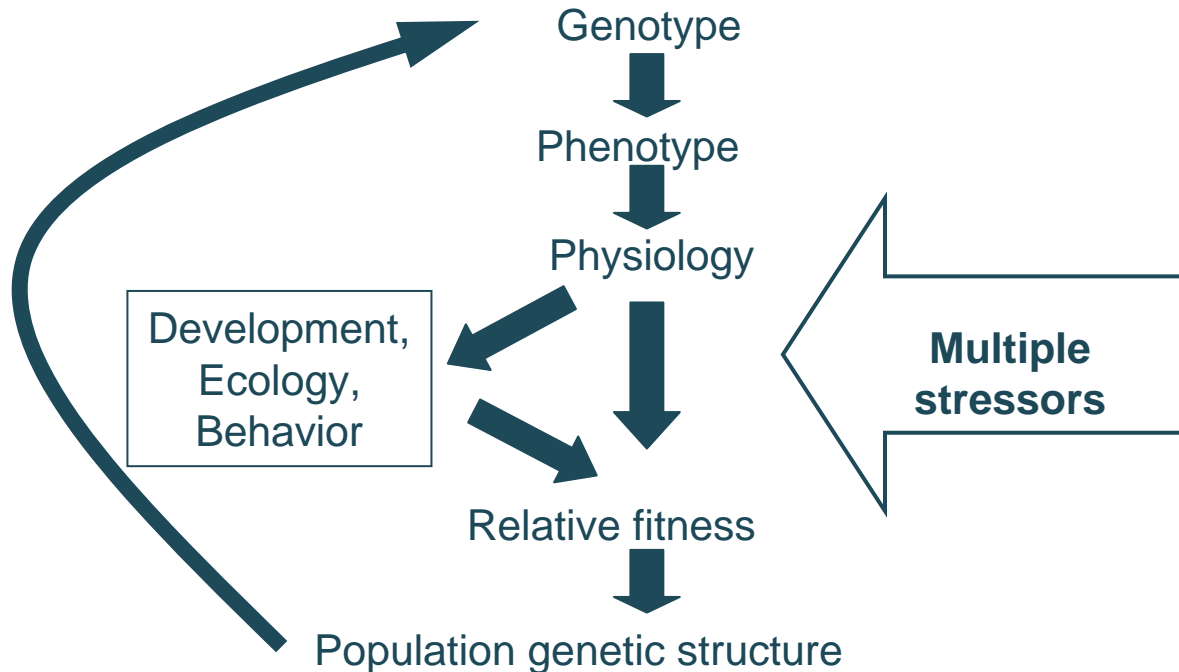 Genotype
Phenotype
Physiology
Development,
Ecology,
Behavior
Multiple
stressors
Relative fitness
Population genetic structure